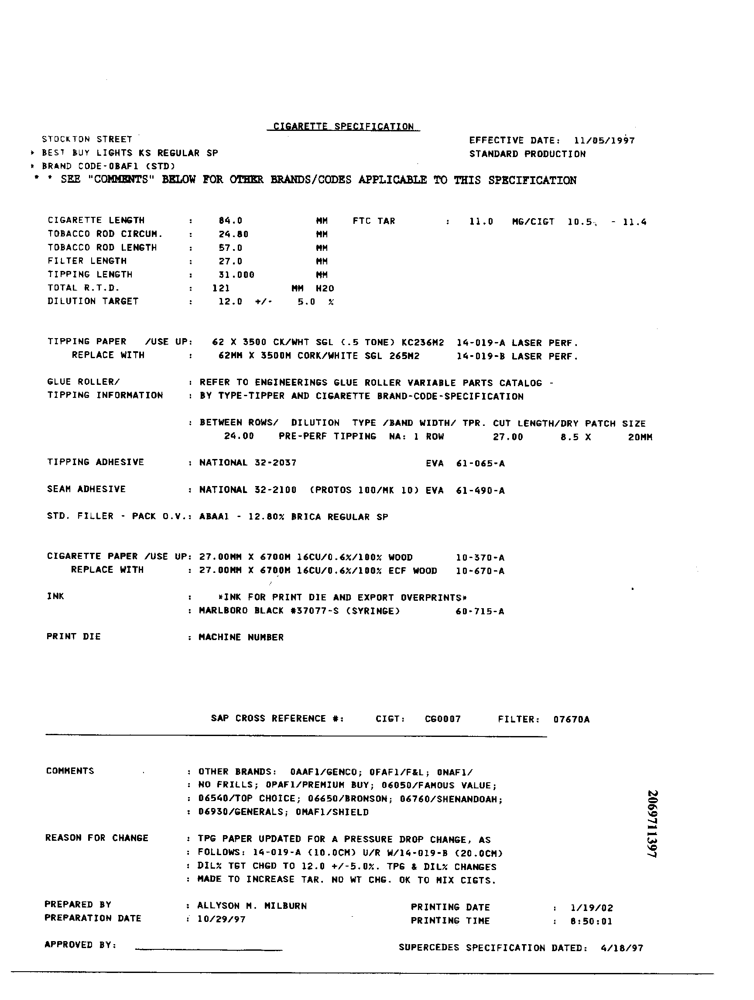 CIGARETTE SPECIFICATION
STOCKTON STREET EFFECTIVE DATE: 11/05/1997
* BEST BUY LIGHTS KS REGULAR SP STANDARD PRODUCTION
* BRAND CODE-OBAF1 (STD)
* * SEE "COMMENTS" BELOW FOR OTHER BRANDS/CODES APPLICABLE TO THIS SPECIFICATION
CIGARETTE LENGTH : 84.0 MM FTC TAR : 11.0 MG/CIGT 10.5 - 11.4
TOBACCO ROD CIRCUM. : 24.80 MM
TOBACCO ROD LENGTH : 57.0 MM
FILTER LENGTH : 27.0 MM
TIPPING LENGTH : 31.000 MM
TOTAL R.T.D. : 121 MM H2O
DILUTION TARGET : 12.0 +/- 5.0 %
TIPPING PAPER /USE UP: 62 X 3500 CK/WHT SGL (.5 TONE) KC236M2 14-019-A LASER PERF.
REPLACE WITH : 62MM X 3500M CORK/WHITE SGL 265M2 14-019-B LASER PERF.
GLUE ROLLER/ : REFER TO ENGINEERINGS GLUE ROLLER VARIABLE PARTS CATALOG -
TIPPING INFORMATION : BY TYPE-TIPPER AND CIGARETTE BRAND-CODE-SPECIFICATION
: BETWEEN ROWS/ DILUTION TYPE /BAND WIDTH/ TPR. CUT LENGTH/DRY PATCH SIZE
24.00 PRE-PERF TIPPING NA: 1 ROW 27.00 8.5 X 20MM
TIPPING ADHESIVE : NATIONAL 32-2037 EVA 61-065-A
SEAM ADHESIVE : NATIONAL 32-2100 (PROTOS 100/MK 10) EVA 61-490-A
STD. FILLER - PACK O.V.: ABAA1 - 12.80% BRICA REGULAR SP
CIGARETTE PAPER /USE UP: 27.00MM X 6700M 16CU/0.6%/100% WOOD 10-370-A
REPLACE WITH : 27.00MM X 6700M 16CU/0.6%/100% ECF WOOD 10-670-A
INK : *INK FOR PRINT DIE AND EXPORT OVERPRINTS*
: MARLBORO BLACK #37077-S (SYRINGE) 60-715-A
PRINT DIE : MACHINE NUMBER
SAP CROSS REFERENCE #: CIGT: CG0007 FILTER: 07670A
COMMENTS : OTHER BRANDS: 0AAF1/GENCO; 0FAF1/F&L; 0NAF1/
: NO FRILLS; 0PAF1/PREMIUM BUY; 06050/FAMOUS VALUE;
: 06540/TOP CHOICE; 06650/BRONSON; 06760/SHENANDOAH;
: 06930/GENERALS; 0MAF1/SHIELD
REASON FOR CHANGE : TPG PAPER UPDATED FOR A PRESSURE DROP CHANGE, AS
: FOLLOWS: 14-019-A (10.0CM) U/R W/14-019-B (20.0CM)
: DIL% TGT CHGD TO 12.0 +/-5.0%. TPG & DIL% CHANGES
: MADE TO INCREASE TAR. NO WT CHG. OK TO MIX CIGTS.
PREPARED BY : ALLYSON M. MILBURN PRINTING DATE : 1/19/02
PREPARATION DATE : 10/29/97 PRINTING TIME : 8:50:01
APPROVED BY: SUPERCEDES SPECIFICATION DATED: 4/18/97
2069711397